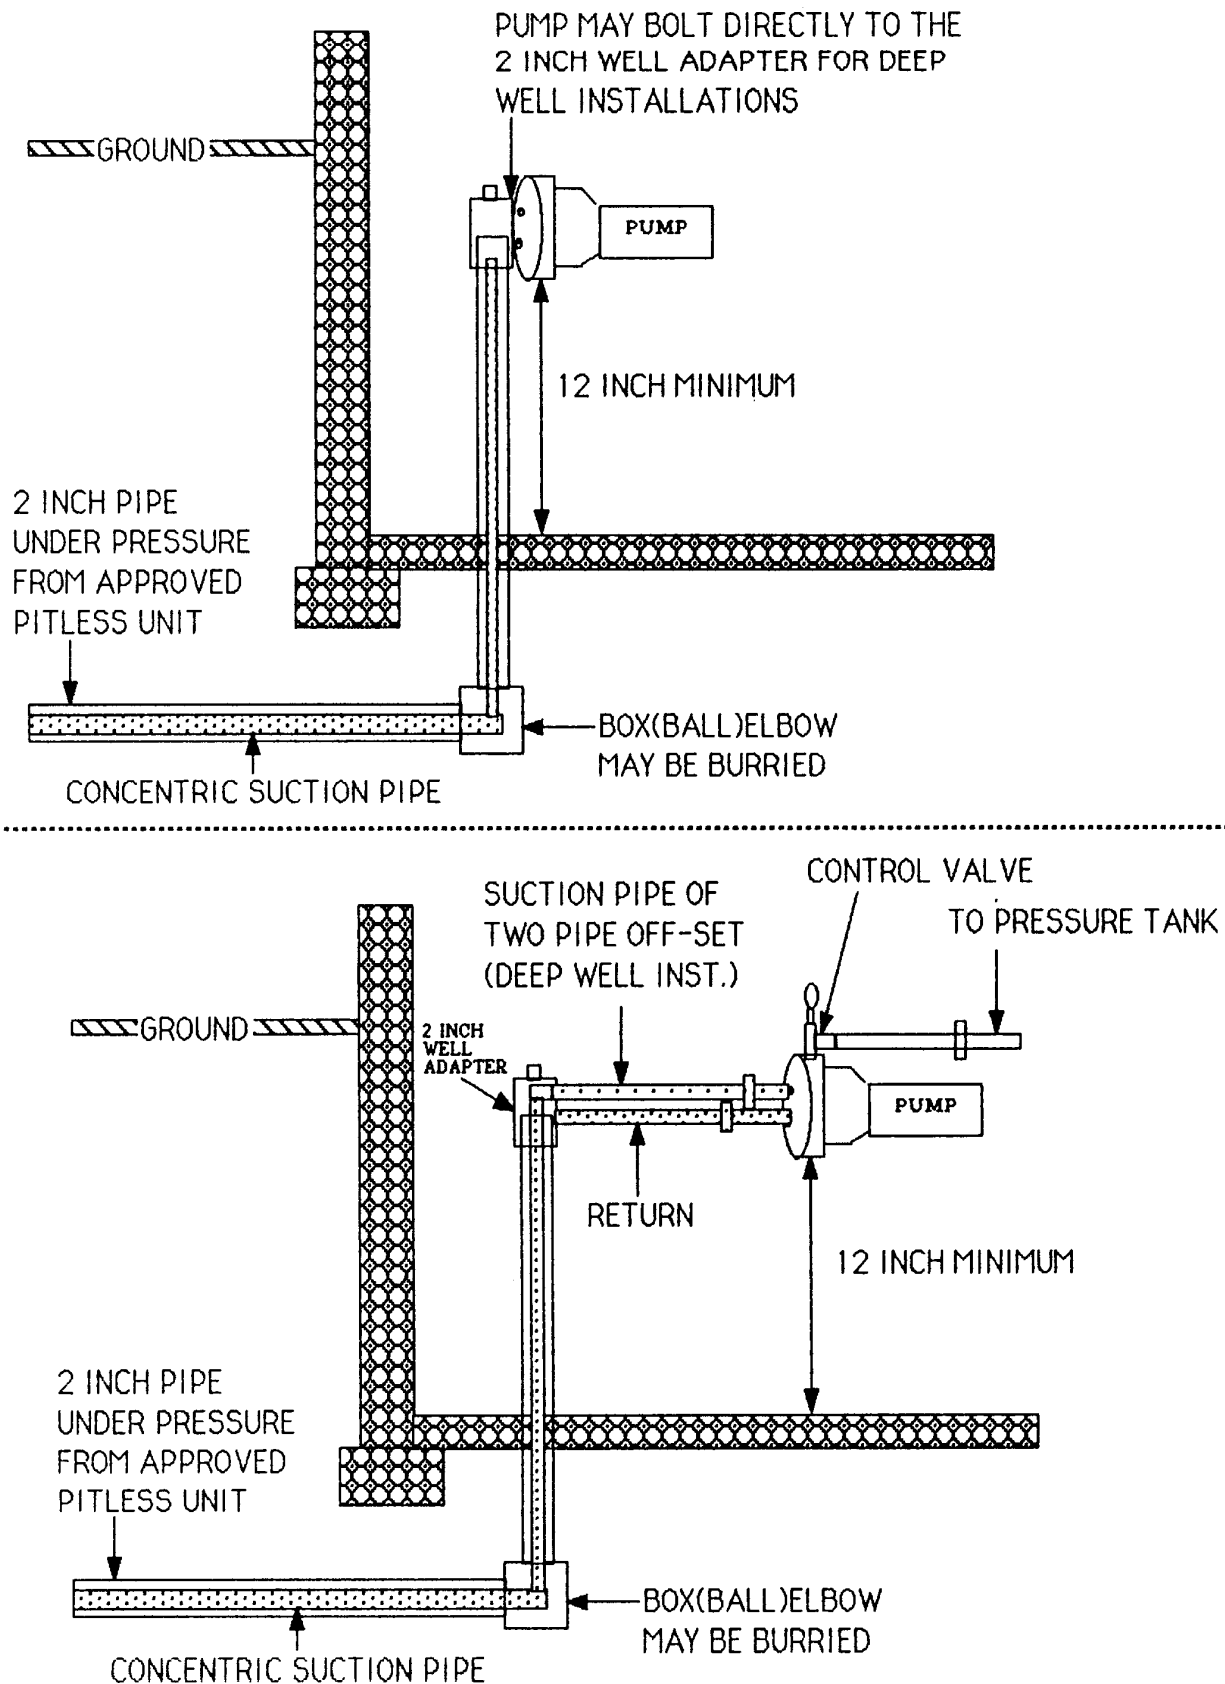 PUMP MAY BOLT DIRECTLY TO THE
2 INCH WELL ADAPTER FOR DEEP
WELL INSTALLATIONS
GROUND
PUMP
12 INCH MINIMUM
2 INCH PIPE
UNDER PRESSURE
FROM APPROVED
PITLESS UNIT
BOX(BALL)ELBOW
MAY BE BURRIED
CONCENTRIC SUCTION PIPE
CONTROL VALVE
SUCTION PIPE OF
TWO PIPE OFF-SET
(DEEP WELL INST.)
TO PRESSURE TANK
GROUND
2 INCH
WELL
ADAPTER
PUMP
RETURN
12 INCH MINIMUM
2 INCH PIPE
UNDER PRESSURE
FROM APPROVED
PITLESS UNIT
BOX(BALL)ELBOW
MAY BE BURRIED
CONCENTRIC SUCTION PIPE